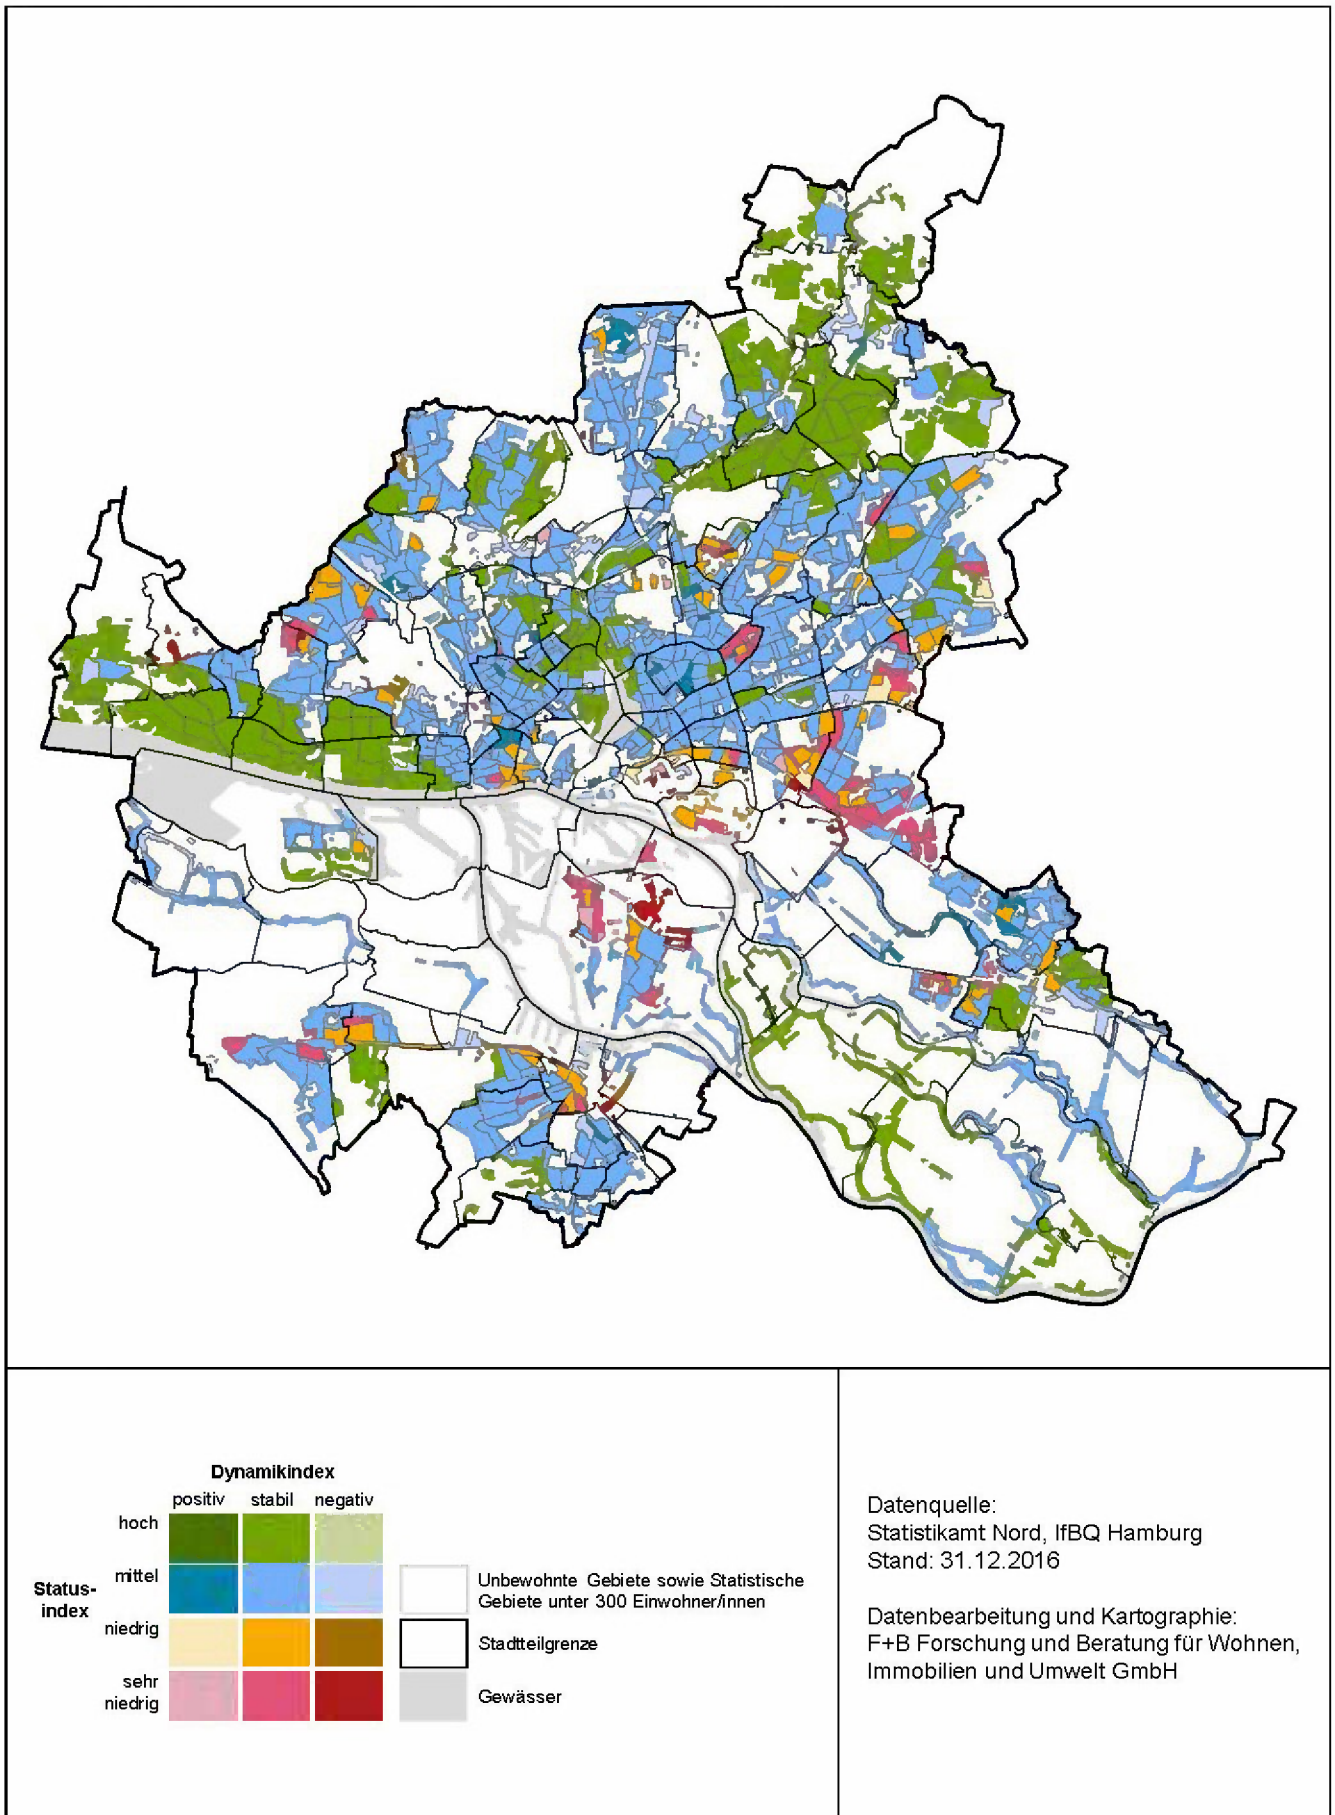 Dynamikindex
positiv stabil negativ
hoch
mittel
Status-
index
niedrig
sehr
niedrig
Unbewohnte Gebiete sowie Statistische
Gebiete unter 300 Einwohner/innen
Stadtteilgrenze
Gewässer
Datenquelle:
Statistikamt Nord, IfBQ Hamburg
Stand: 31.12.2016
Datenbearbeitung und Kartographie:
F+B Forschung und Beratung für Wohnen,
Immobilien und Umwelt GmbH